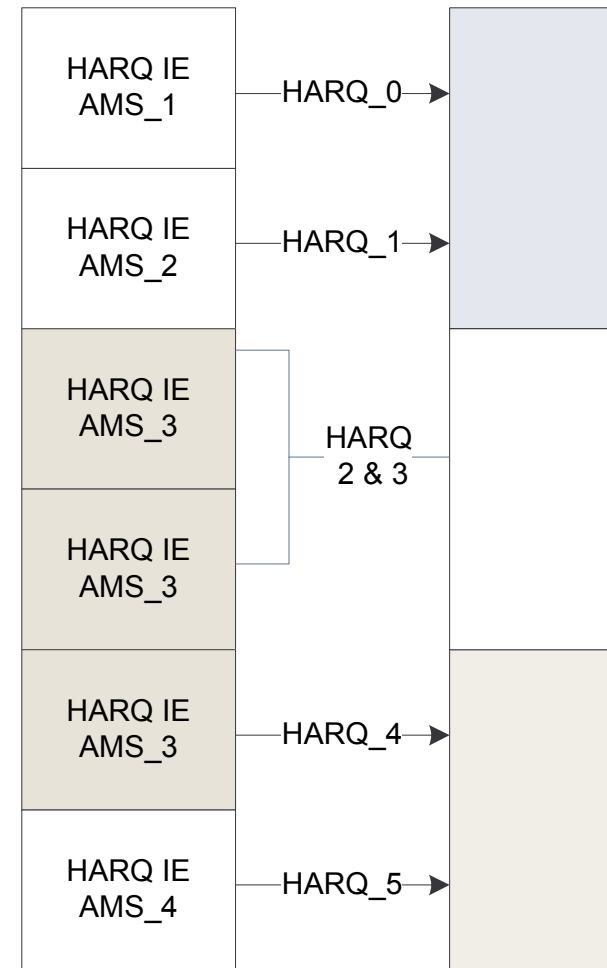 HARQ IE
AMS_1
HARQ_0
HARQ IE
AMS_2
HARQ_1
HARQ IE
AMS_3
HARQ
2 & 3
HARQ IE
AMS_3
HARQ IE
AMS_3
HARQ_4
HARQ IE
AMS_4
HARQ_5